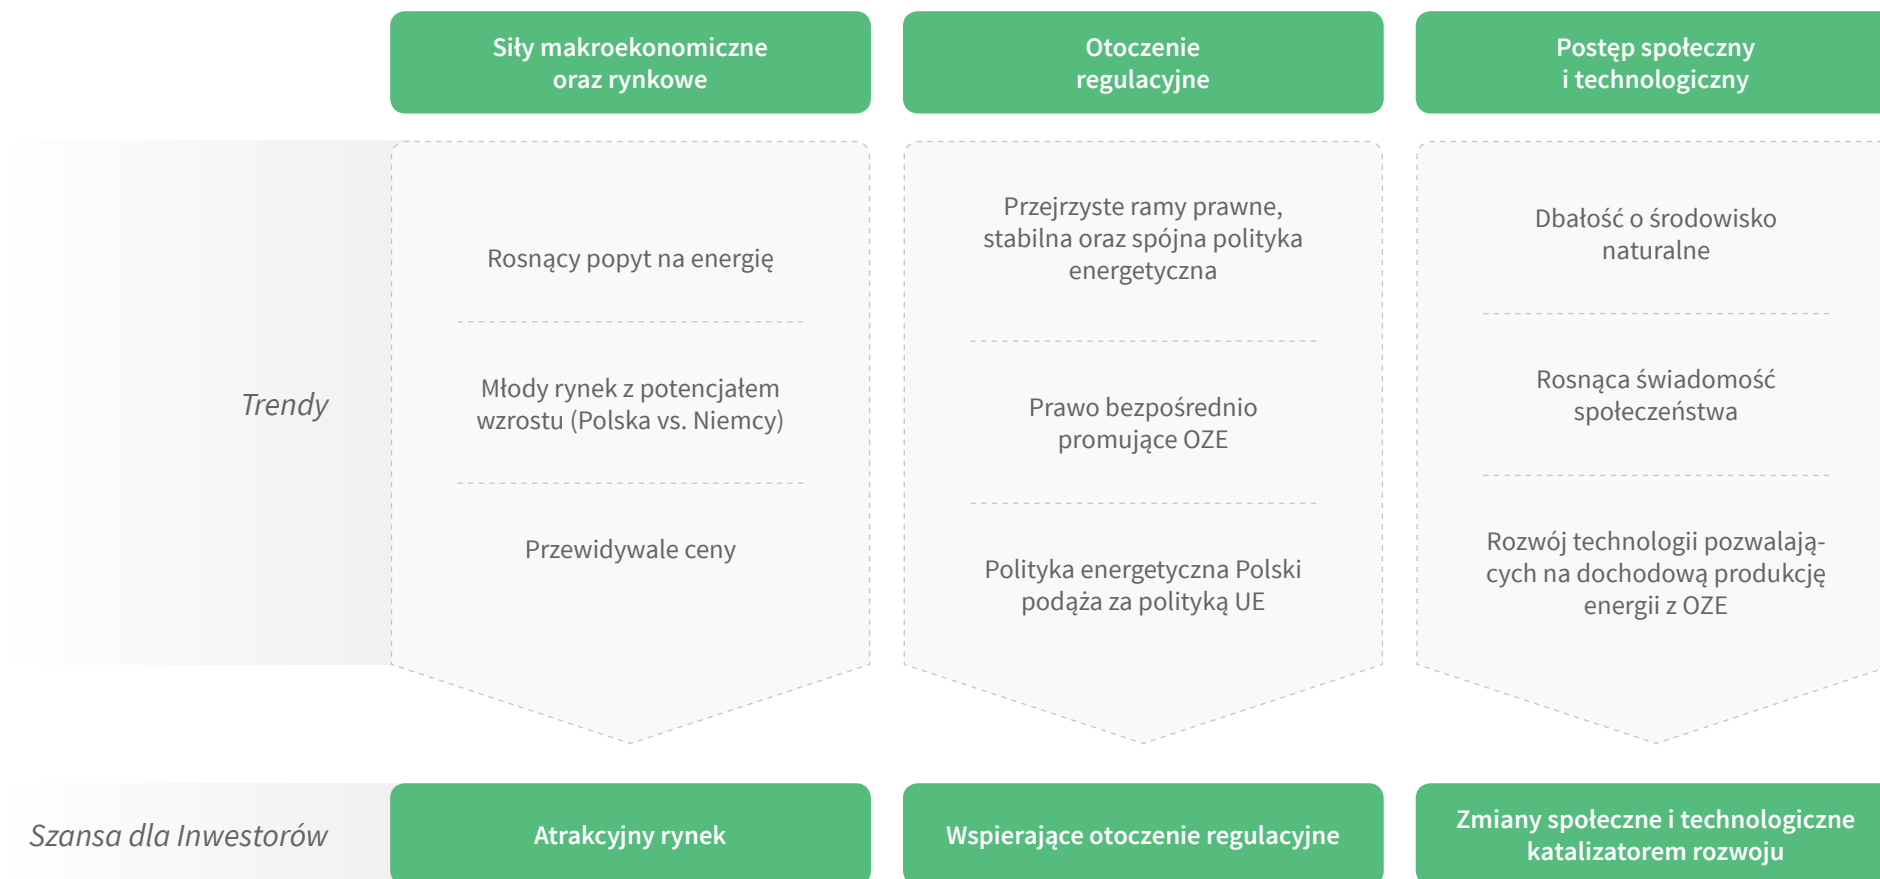 Siły makroekonomiczne
oraz rynkowe
Otoczenie
regulacyjne
Postęp społeczny
i technologiczny
Trendy
Rosnący popyt na energię
Młody rynek z potencjałem
wzrostu (Polska vs. Niemcy)
Przewidywale ceny
Przejrzyste ramy prawne,
stabilna oraz spójna polityka
energetyczna
Prawo bezpośrednio
promujące OZE
Polityka energetyczna Polski
podąża za polityką UE
Dbałość o środowisko
naturalne
Rosnąca świadomość
społeczeństwa
Rozwój technologii pozwalają-
cych na dochodową produkcję
energii z OZE
Szansa dla Inwestorów
Atrakcyjny rynek
Wspierające otoczenie regulacyjne
Zmiany społeczne i technologiczne
katalizatorem rozwoju